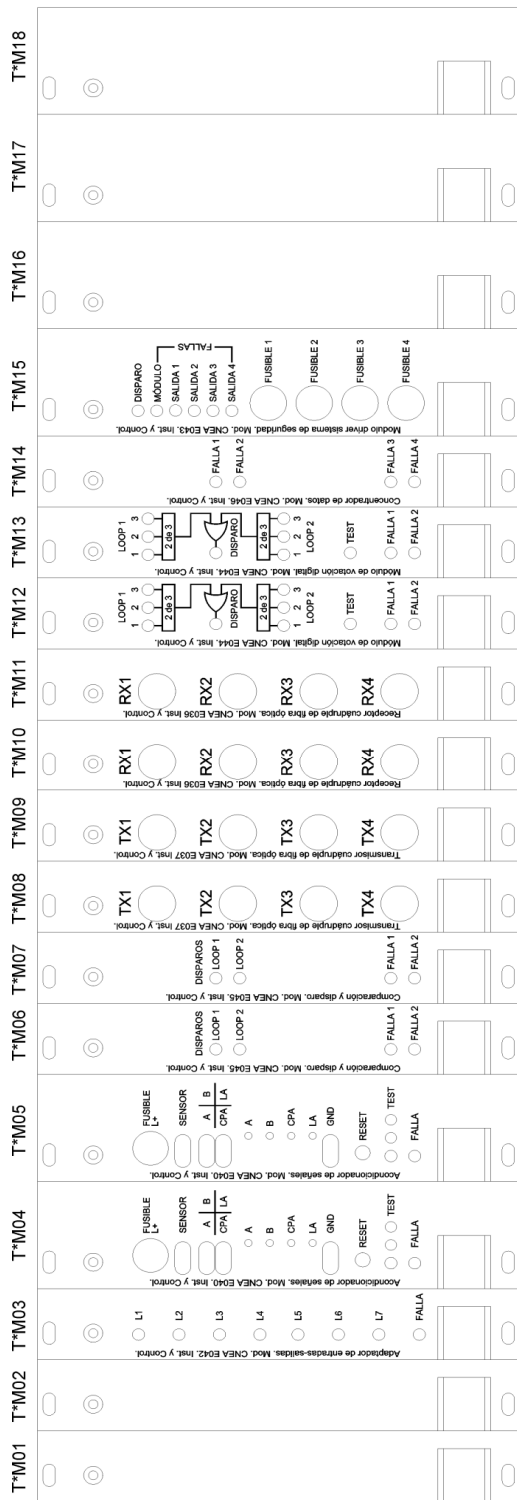 T*M18
T*M17
T*M16
T*M15
DISPARO
MÓDULO
SALIDA 1
SALIDA 2
SALIDA 3
SALIDA 4
FALLAS
FUSIBLE 1
FUSIBLE 2
FUSIBLE 3
FUSIBLE 4
Módulo driver sistema de seguridad. Mod. CNEA E043. Inst. y Control.
T*M14
FALLA 1
FALLA 2
FALLA 3
FALLA 4
Concentrador de datos. Mod. CNEA E046. Inst. y Control.
T*M13
LOOP 1
1 2 3
2 de 3
DISPARO
2 de 3
1 2 3
LOOP 2
TEST
FALLA 1
FALLA 2
Módulo de votación digital. Mod. CNEA E044. Inst. y Control.
T*M12
LOOP 1
1 2 3
2 de 3
DISPARO
2 de 3
1 2 3
LOOP 2
TEST
FALLA 1
FALLA 2
Módulo de votación digital. Mod. CNEA E044. Inst. y Control.
T*M11
RX1
RX2
RX3
RX4
Receptor cuádruple de fibra óptica. Mod. CNEA E036 Inst. y Control.
T*M10
RX1
RX2
RX3
RX4
Receptor cuádruple de fibra óptica. Mod. CNEA E036 Inst. y Control.
T*M09
TX1
TX2
TX3
TX4
Transmisor cuádruple de fibra óptica. Mod. CNEA E037 Inst. y Control.
T*M08
TX1
TX2
TX3
TX4
Transmisor cuádruple de fibra óptica. Mod. CNEA E037 Inst. y Control.
T*M07
DISPAROS
LOOP 1
LOOP 2
FALLA 1
FALLA 2
Comparación y disparo. Mod. CNEA E045. Inst. y Control.
T*M06
DISPAROS
LOOP 1
LOOP 2
FALLA 1
FALLA 2
Comparación y disparo. Mod. CNEA E045. Inst. y Control.
T*M05
FUSIBLE
L+
SENSOR
A B
CPA LA
A
B
CPA
LA
GND
RESET
TEST
FALLA
Acondicionador de señales. Mod. CNEA E040. Inst. y Control.
T*M04
FUSIBLE
L+
SENSOR
A B
CPA LA
A
B
CPA
LA
GND
RESET
TEST
FALLA
Acondicionador de señales. Mod. CNEA E040. Inst. y Control.
T*M03
L1
L2
L3
L4
L5
L6
L7
FALLA
Adaptador de entradas-salidas. Mod. CNEA E042. Inst. y Control.
T*M02
T*M01